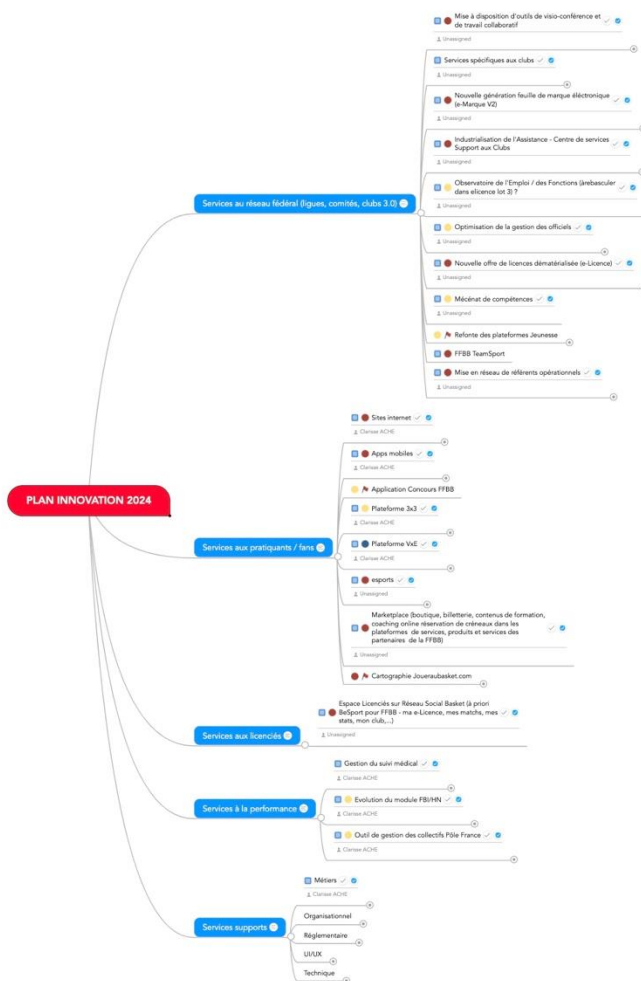 Mise à disposition d'outils de visio-conférence et
de travail collaboratif
Unassigned
Services spécifiques aux clubs
Unassigned
Nouvelle génération feuille de marque éléctronique
(e-Marque V2)
Unassigned
Industrialisation de l'Assistance - Centre de services
Support aux Clubs
Unassigned
Services au réseau fédéral (ligues, comités, clubs 3.0)
Observatoire de l'Emploi / des Fonctions (àrebasculer
dans elicence lot 3) ?
Unassigned
Optimisation de la gestion des officiels
Unassigned
Nouvelle offre de licences dématérialisée (e-Licence)
Unassigned
Mécénat de compétences
Unassigned
Refonte des plateformes Jeunesse
FFBB TeamSport
Mise en réseau de référents opérationnels
Unassigned
PLAN INNOVATION 2024
Services aux pratiquants / fans
Sites internet
Clarisse ACHE
Apps mobiles
Clarisse ACHE
Application Concours FFBB
Plateforme 3x3
Clarisse ACHE
Plateforme VxE
Clarisse ACHE
esports
Unassigned
Marketplace (boutique, billetterie, contenus de formation,
coaching online réservation de créneaux dans les
plateformes de services, produits et services des
partenaires de la FFBB)
Unassigned
Cartographie Joueraubasket.com
Services aux licenciés
Espace Licenciés sur Réseau Social Basket (à priori
BeSport pour FFBB - ma e-Licence, mes matchs, mes
stats, mon club,...)
Unassigned
Services à la performance
Gestion du suivi médical
Clarisse ACHE
Evolution du module FBI/HN
Clarisse ACHE
Outil de gestion des collectifs Pôle France
Clarisse ACHE
Services supports
Métiers
Clarisse ACHE
Organisationnel
Réglementaire
UI/UX
Technique